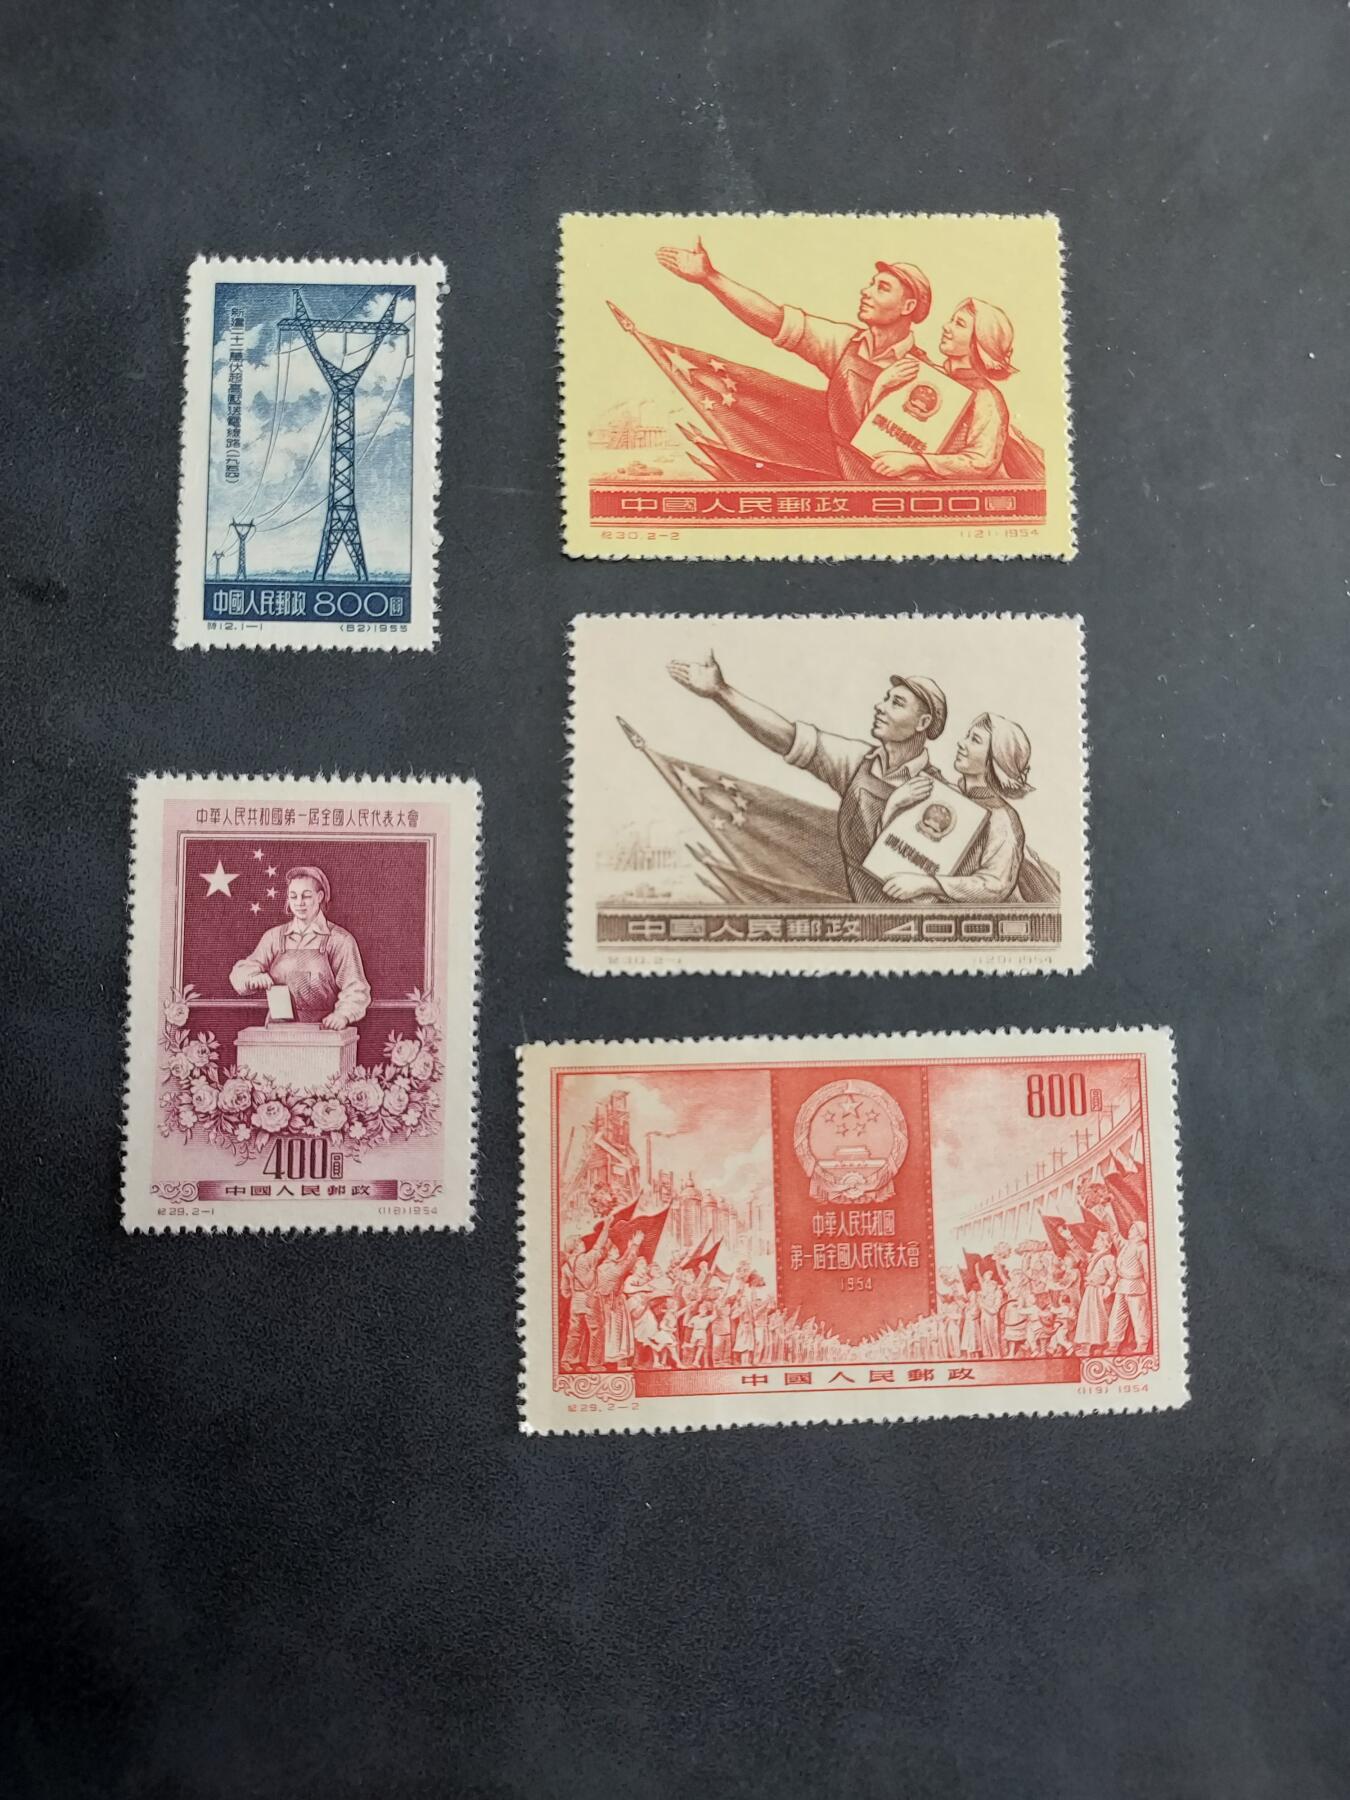 新建二十二萬伏超高壓送電線路(一九五四)
中國人民郵政 800圓
特12.1-1 (62)1955
中國人民郵政 800圓
紀30.2-2 (121)1954
中國人民郵政 400圓
紀30.2-1 (120)1954
中華人民共和國第一屆全國人民代表大會
400圓
中國人民郵政
紀29.2-1 (118)1954
800圓
中華人民共和國
第一屆全國人民代表大會
1954
中國人民郵政
紀29.2-2 (119)1954